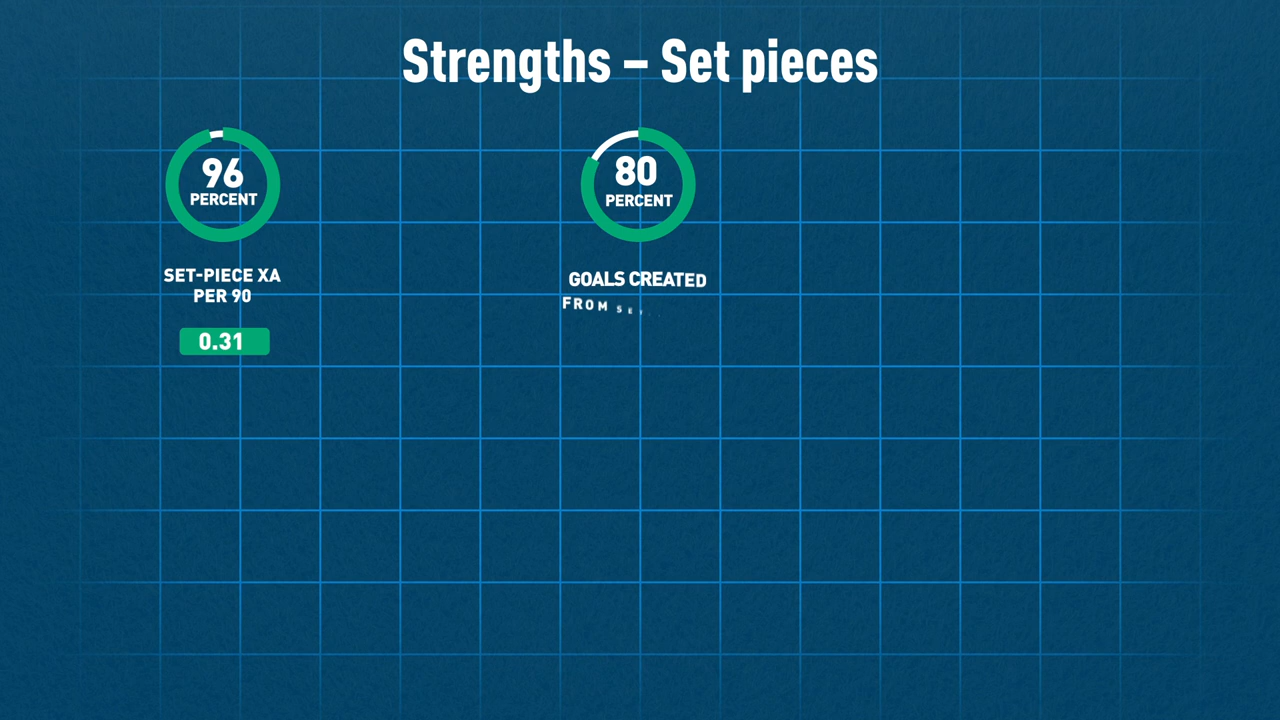 Strengths – Set pieces
96
PERCENT
SET-PIECE XA
PER 90
0.31
80
PERCENT
GOALS CREATED
FROM